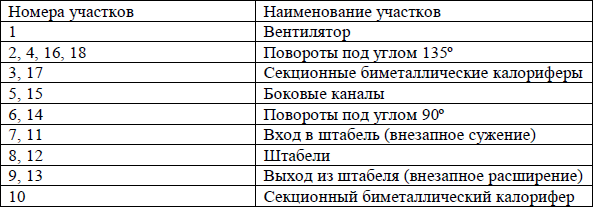 Номера участков Наименование участков
1 Вентилятор
2, 4, 16, 18 Повороты под углом 135º
3, 17 Секционные биметаллические калориферы
5, 15 Боковые каналы
6, 14 Повороты под углом 90º
7, 11 Вход в штабель (внезапное сужение)
8, 12 Штабели
9, 13 Выход из штабеля (внезапное расширение)
10 Секционный биметаллический калорифер